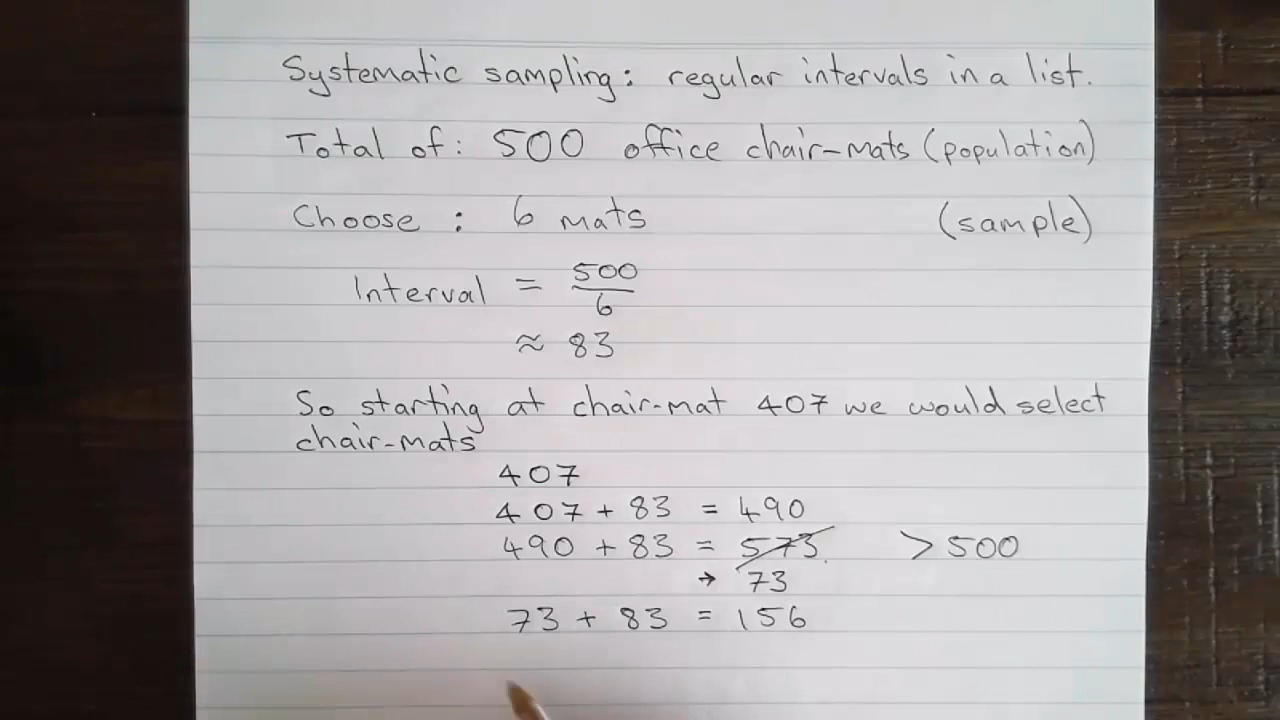 Systematic sampling: regular intervals in a list.
Total of: 500 office chair-mats (population)
Choose : 6 mats (sample)
Interval = 500/6
≈ 83
So starting at chair-mat 407 we would select
chair-mats
407
407 + 83 = 490
490 + 83 = 573 > 500
→ 73
73 + 83 = 156